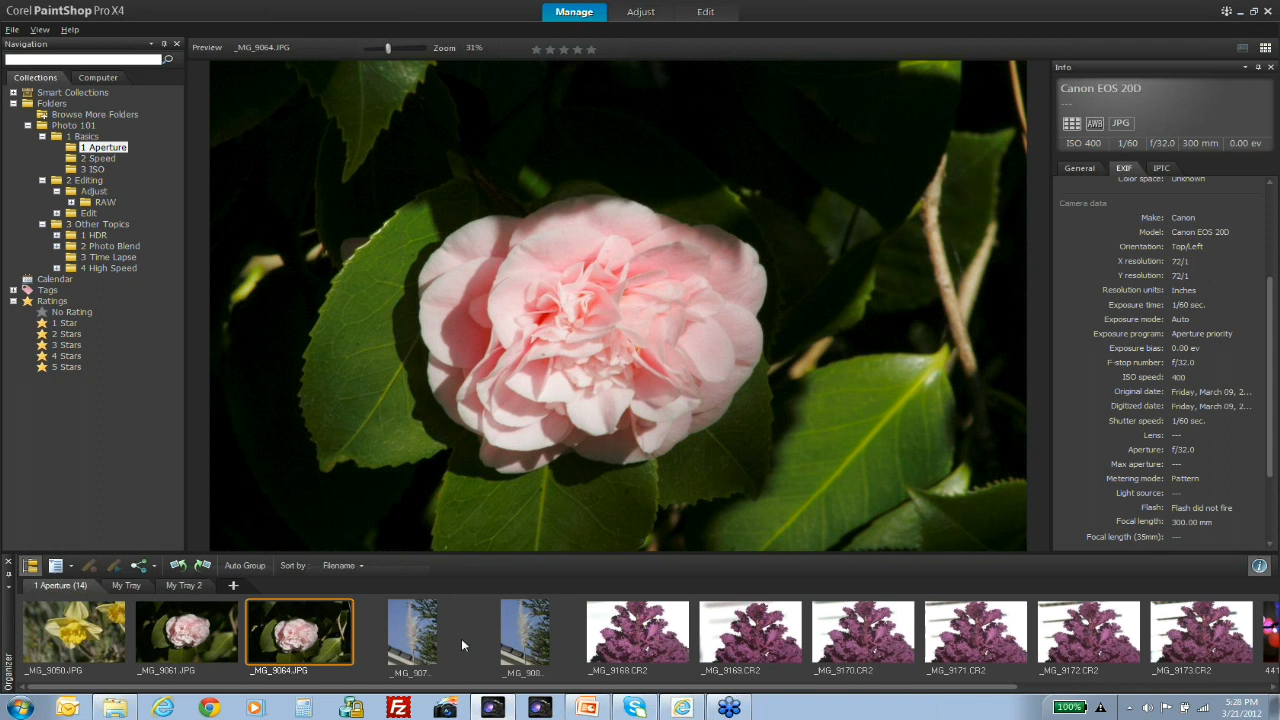 Corel PaintShop Pro X4
Manage
Adjust
Edit
File View Help
Navigation
Preview _MG_9064.JPG Zoom 31%
Info
Collections
Computer
Smart Collections
Folders
Browse More Folders
Photo 101
1 Basics
1 Aperture
2 Speed
3 ISO
2 Editing
Adjust
RAW
Edit
3 Other Topics
1 HDR
2 Photo Blend
3 Time Lapse
4 High Speed
Calendar
Tags
Ratings
No Rating
1 Star
2 Stars
3 Stars
4 Stars
5 Stars
Canon EOS 20D
---
AWB JPG
ISO 400 1/60 f/32.0 300 mm 0.00 ev
General EXIF IPTC
Color space: Unknown
Camera data
Make: Canon
Model: Canon EOS 20D
Orientation: Top/Left
X resolution: 72/1
Y resolution: 72/1
Resolution units: Inches
Exposure time: 1/60 sec.
Exposure mode: Auto
Exposure program: Aperture priority
Exposure bias: 0.00 ev
F-stop number: f/32.0
ISO speed: 400
Original date: Friday, March 09, 2...
Digitized date: Friday, March 09, 2...
Shutter speed: 1/60 sec.
Lens: ---
Aperture: f/32.0
Max aperture: ---
Metering mode: Pattern
Light source: ---
Flash: Flash did not fire
Focal length: 300.00 mm
Focal length (35mm): ---
Auto Group Sort by: Filename
1 Aperture (14) My Tray My Tray 2
Organizer
_MG_9050.JPG
_MG_9061.JPG
_MG_9064.JPG
_MG_907...
_MG_908...
_MG_9168.CR2
_MG_9169.CR2
_MG_9170.CR2
_MG_9171.CR2
_MG_9172.CR2
_MG_9173.CR2
441
Fz
100%
5:28 PM
3/21/2012